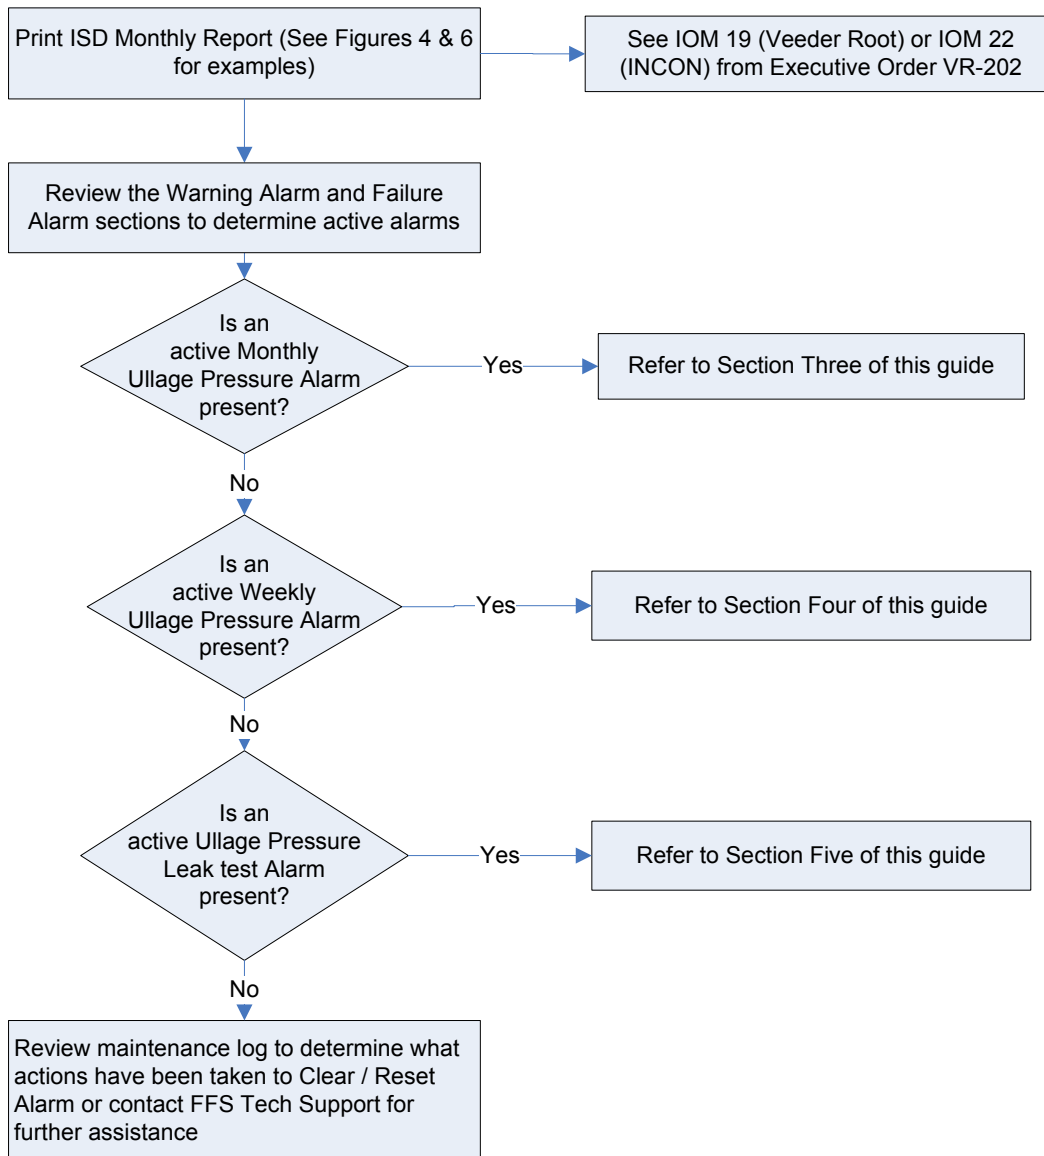 Print ISD Monthly Report (See Figures 4 & 6
for examples)
See IOM 19 (Veeder Root) or IOM 22
(INCON) from Executive Order VR-202
Review the Warning Alarm and Failure
Alarm sections to determine active alarms
Is an
active Monthly
Ullage Pressure Alarm
present?
Yes
Refer to Section Three of this guide
No
Is an
active Weekly
Ullage Pressure Alarm
present?
Yes
Refer to Section Four of this guide
No
Is an
active Ullage Pressure
Leak test Alarm
present?
Yes
Refer to Section Five of this guide
No
Review maintenance log to determine what
actions have been taken to Clear / Reset
Alarm or contact FFS Tech Support for
further assistance